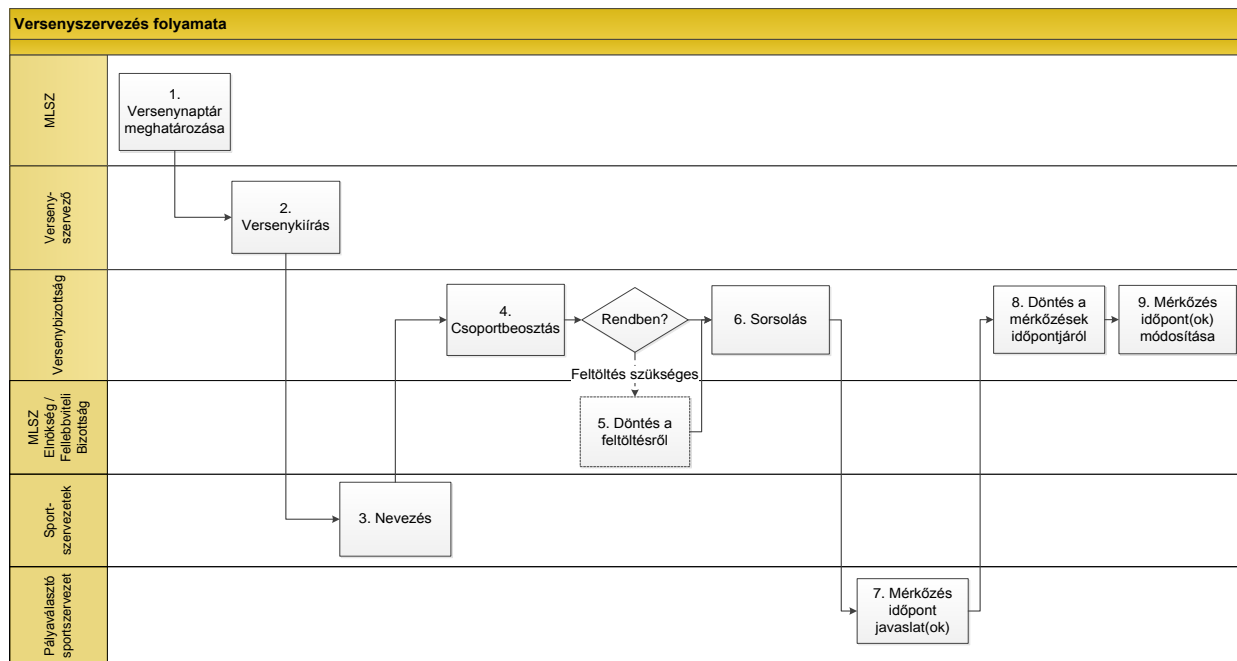 Versenyszervezés folyamata
MLSZ
1.
Versenynaptár
meghatározása
Verseny-
szervező
2.
Versenykiírás
Versenybizottság
4.
Csoportbeosztás
Rendben?
6. Sorsolás
8. Döntés a
mérkőzések
időpontjáról
9. Mérkőzés
időpont(ok)
módosítása
Feltöltés szükséges
MLSZ
Elnökség /
Fellebbviteli
Bizottság
5. Döntés a
feltöltésről
Sport-
szervezetek
3. Nevezés
Pályaválasztó
sportszervezet
7. Mérkőzés
időpont
javaslat(ok)